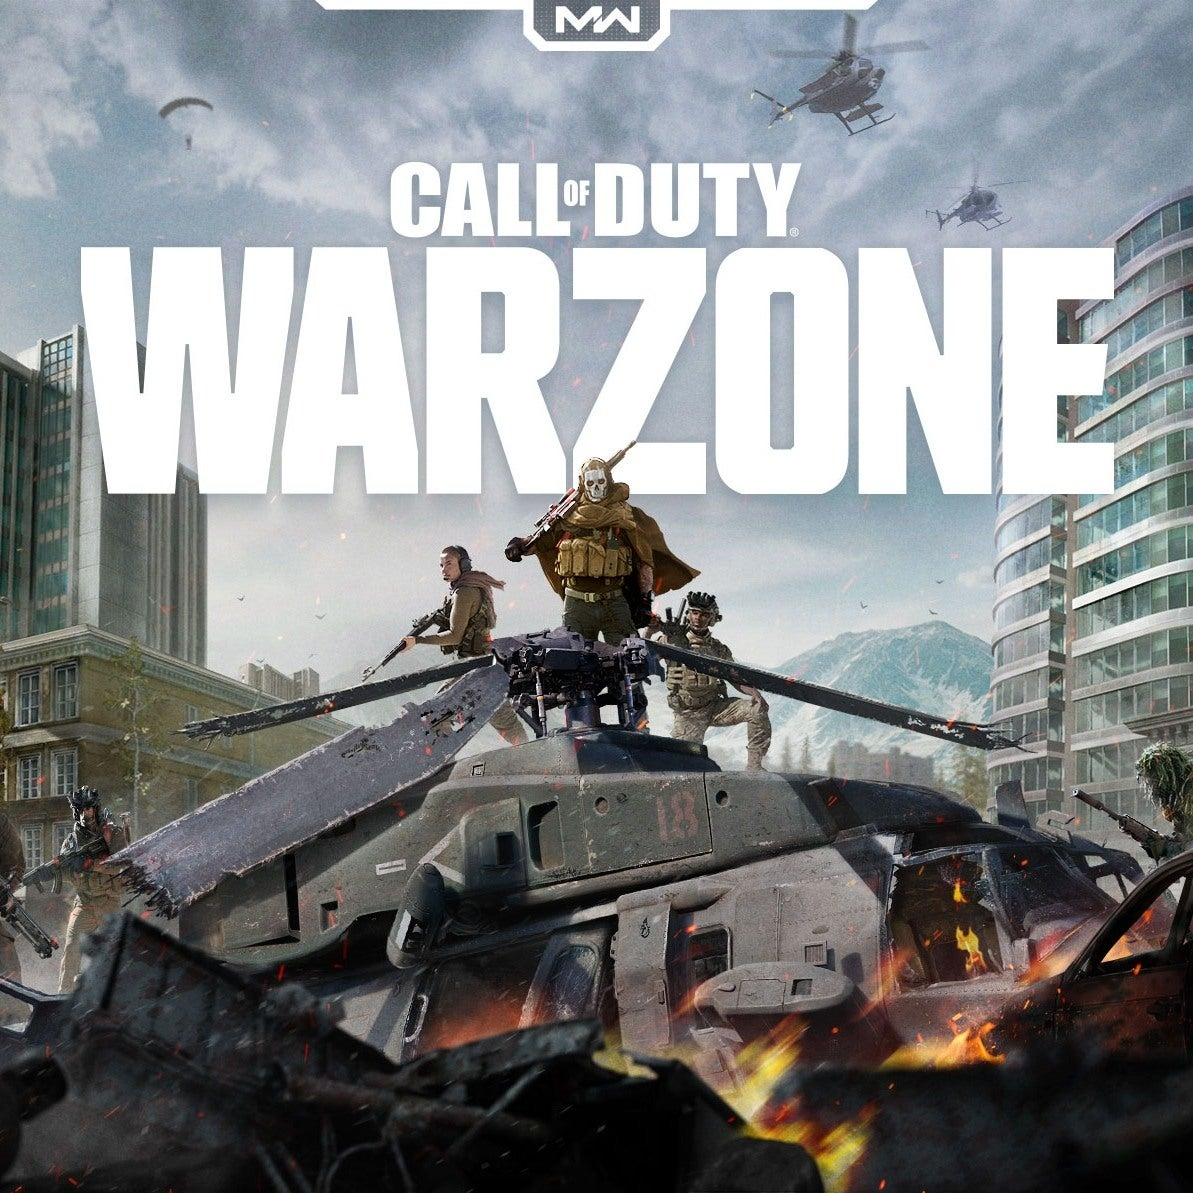 MW
CALL OF DUTY®
WARZONE
18